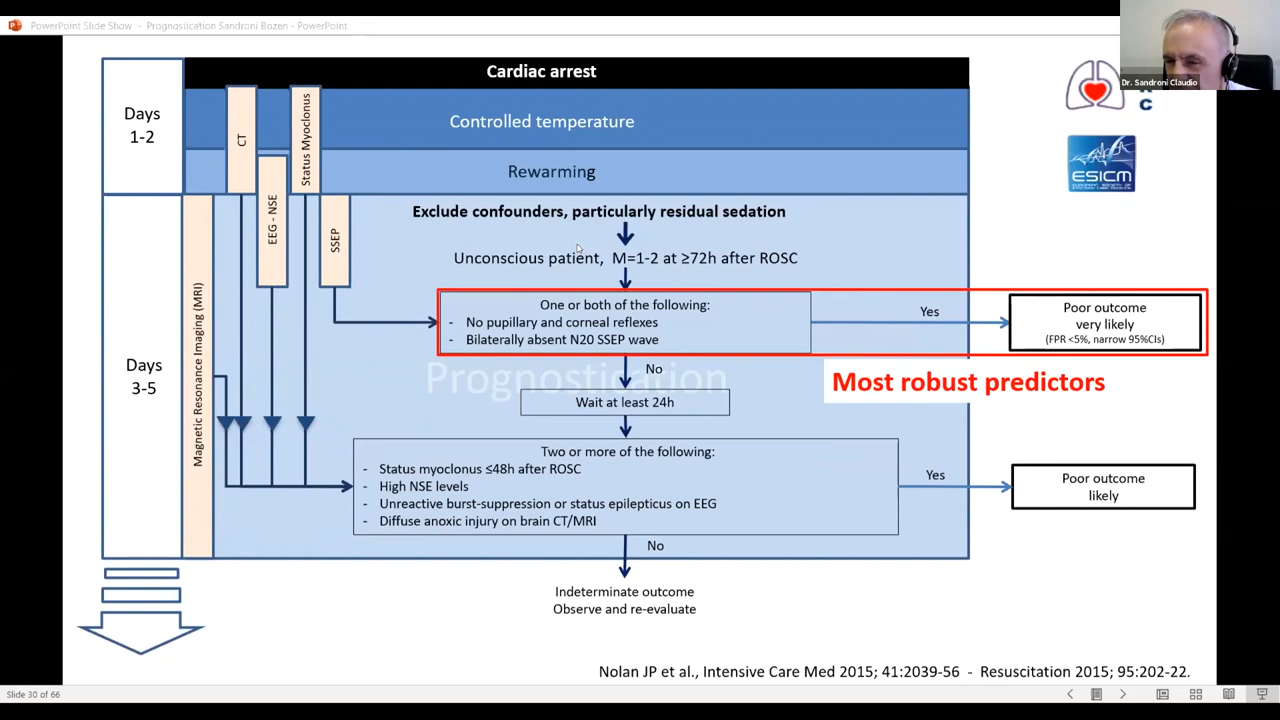 PowerPoint Slide Show - Prognostication Sandroni Bozen - PowerPoint
Dr. Sandroni Claudio
C
ESICM
Cardiac arrest
Days
1-2
Controlled temperature
Rewarming
CT
Status Myoclonus
EEG - NSE
SSEP
Magnetic Resonance Imaging (MRI)
Days
3-5
Exclude confounders, particularly residual sedation
Unconscious patient, M=1-2 at ≥72h after ROSC
One or both of the following:
- No pupillary and corneal reflexes
- Bilaterally absent N20 SSEP wave
Yes
Poor outcome
very likely
(FPR <5%, narrow 95%CIs)
No
Most robust predictors
Prognostication
Wait at least 24h
Two or more of the following:
- Status myoclonus ≤48h after ROSC
- High NSE levels
- Unreactive burst-suppression or status epilepticus on EEG
- Diffuse anoxic injury on brain CT/MRI
Yes
Poor outcome
likely
No
Indeterminate outcome
Observe and re-evaluate
Nolan JP et al., Intensive Care Med 2015; 41:2039-56 - Resuscitation 2015; 95:202-22.
Slide 30 of 66